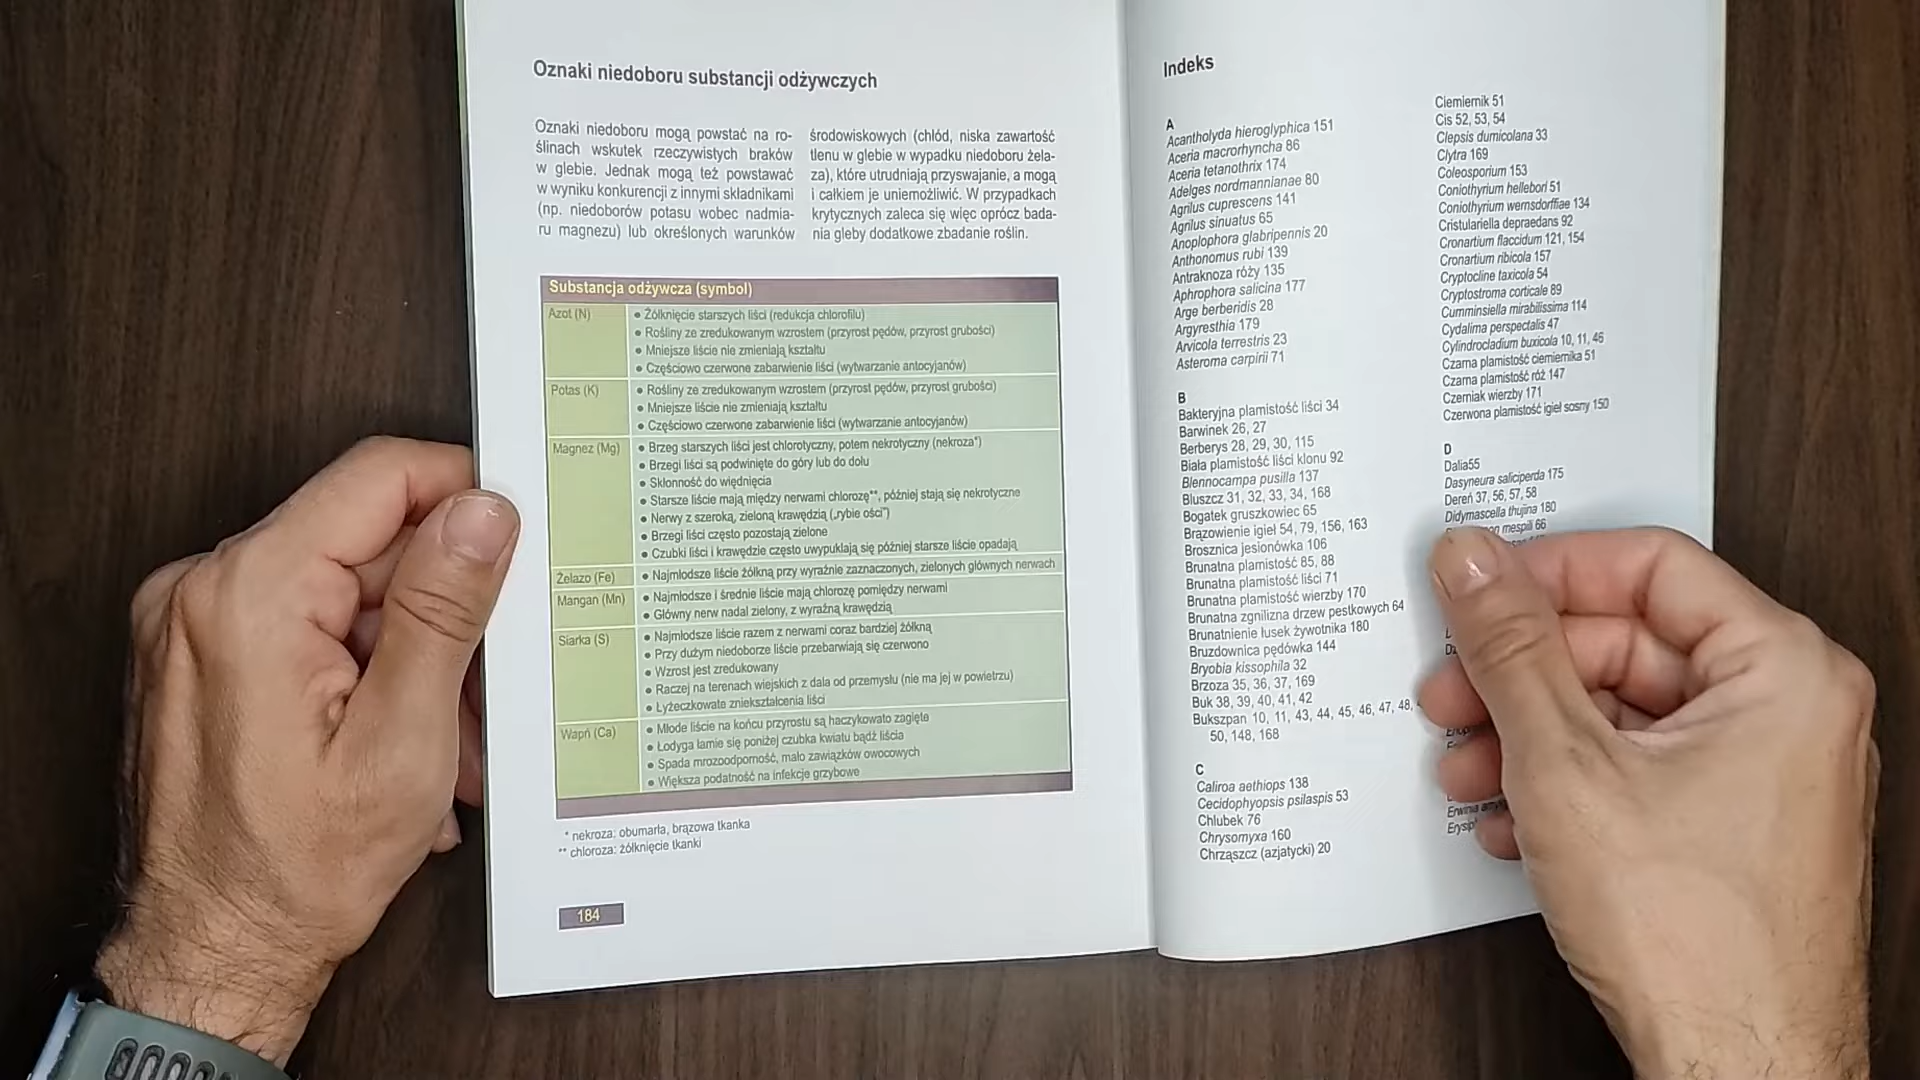 Oznaki niedoboru substancji odżywczych
Oznaki niedoboru mogą powstać na ro-
ślinach wskutek rzeczywistych braków
w glebie. Jednak mogą też powstawać
w wyniku konkurencji z innymi składnikami
(np. niedoborów potasu wobec nadmia-
ru magnezu) lub określonych warunków
środowiskowych (chłód, niska zawartość
tlenu w glebie w wypadku niedoboru żela-
za), które utrudniają przyswajanie, a mogą
i całkiem je uniemożliwić. W przypadkach
krytycznych zaleca się więc oprócz bada-
nia gleby dodatkowe zbadanie roślin.
Substancja odżywcza (symbol)
Azot (N)
• Żółknięcie starszych liści (redukcja chlorofilu)
• Rośliny ze zredukowanym wzrostem (przyrost pędów, przyrost grubości)
• Mniejsze liście nie zmieniają kształtu
• Częściowo czerwone zabarwienie liści (wytwarzanie antocyjanów)
Potas (K)
• Rośliny ze zredukowanym wzrostem (przyrost pędów, przyrost grubości)
• Mniejsze liście nie zmieniają kształtu
• Częściowo czerwone zabarwienie liści (wytwarzanie antocyjanów)
Magnez (Mg)
• Brzeg starszych liści jest chlorotyczny, potem nekrotyczny (nekroza*)
• Brzegi liści są podwinięte do góry lub do dołu
• Skłonność do więdnięcia
• Starsze liście mają między nerwami chlorozę**, później stają się nekrotyczne
• Nerwy z szeroką, zieloną krawędzią („rybie ości”)
• Brzegi liści często pozostają zielone
• Czubki liści i krawędzie często uwypuklają się później starsze liście opadają
Żelazo (Fe)
• Najmłodsze liście żółkną przy wyraźnie zaznaczonych, zielonych głównych nerwach
Mangan (Mn)
• Najmłodsze i średnie liście mają chlorozę pomiędzy nerwami
• Główny nerw nadal zielony, z wyraźną krawędzią
Siarka (S)
• Najmłodsze liście razem z nerwami coraz bardziej żółkną
• Przy dużym niedoborze liście przebarwiają się czerwono
• Wzrost jest zredukowany
• Raczej na terenach wiejskich z dala od przemysłu (nie ma jej w powietrzu)
• Łyżeczkowate zniekształcenia liści
Wapń (Ca)
• Młode liście na końcu przyrostu są haczykowato zagięte
• Łodyga łamie się poniżej czubka kwiatu bądź liścia
• Spada mrozoodporność, mało zawiązków owocowych
• Większa podatność na infekcje grzybowe
* nekroza: obumarła, brązowa tkanka
** chloroza: żółknięcie tkanki
184
Indeks
A
Acantholyda hieroglyphica 151
Aceria macrorhyncha 86
Aceria tetanothrix 174
Adelges nordmannianae 80
Agrilus cuprescens 141
Agrilus sinuatus 65
Anoplophora glabripennis 20
Anthonomus rubi 139
Antraknoza róży 135
Aphrophora salicina 177
Arge berberidis 28
Argyresthia 179
Arvicola terrestris 23
Asteroma carpirii 71
B
Bakteryjna plamistość liści 34
Barwinek 26, 27
Berberys 28, 29, 30, 115
Biała plamistość liści klonu 92
Blennocampa pusilla 137
Bluszcz 31, 32, 33, 34, 168
Bogatek gruszkowiec 65
Brązowienie igieł 54, 79, 156, 163
Brosznica jesionówka 106
Brunatna plamistość 85, 88
Brunatna plamistość liści 71
Brunatna plamistość wierzby 170
Brunatna zgnilizna drzew pestkowych 64
Brunatnienie łusek żywotnika 180
Bruzdownica pędówka 144
Bryobia kissophila 32
Brzoza 35, 36, 37, 169
Buk 38, 39, 40, 41, 42
Bukszpan 10, 11, 43, 44, 45, 46, 47, 48,
50, 148, 168
C
Caliroa aethiops 138
Cecidophyopsis psilaspis 53
Chlubek 76
Chrysomyxa 160
Chrząszcz (azjatycki) 20
Ciemiernik 51
Cis 52, 53, 54
Clepsis dumicolana 33
Clytra 169
Coleosporium 153
Coniothyrium hellebori 51
Coniothyrium wernsdorffiae 134
Cristulariella depraedans 92
Cronartium flaccidum 121, 154
Cronartium ribicola 157
Cryptocline taxicola 54
Cryptostroma corticale 89
Cumminsiella mirabilissima 114
Cydalima perspectalis 47
Cylindrocladium buxicola 10, 11, 46
Czarna plamistość ciemiernika 51
Czarna plamistość róż 147
Czerniak wierzby 171
Czerwona plamistość igieł sosny 150
D
Dalia55
Dasyneura saliciperda 175
Dereń 37, 56, 57, 58
Didymascella thujina 180
mespili 66
Erwinia